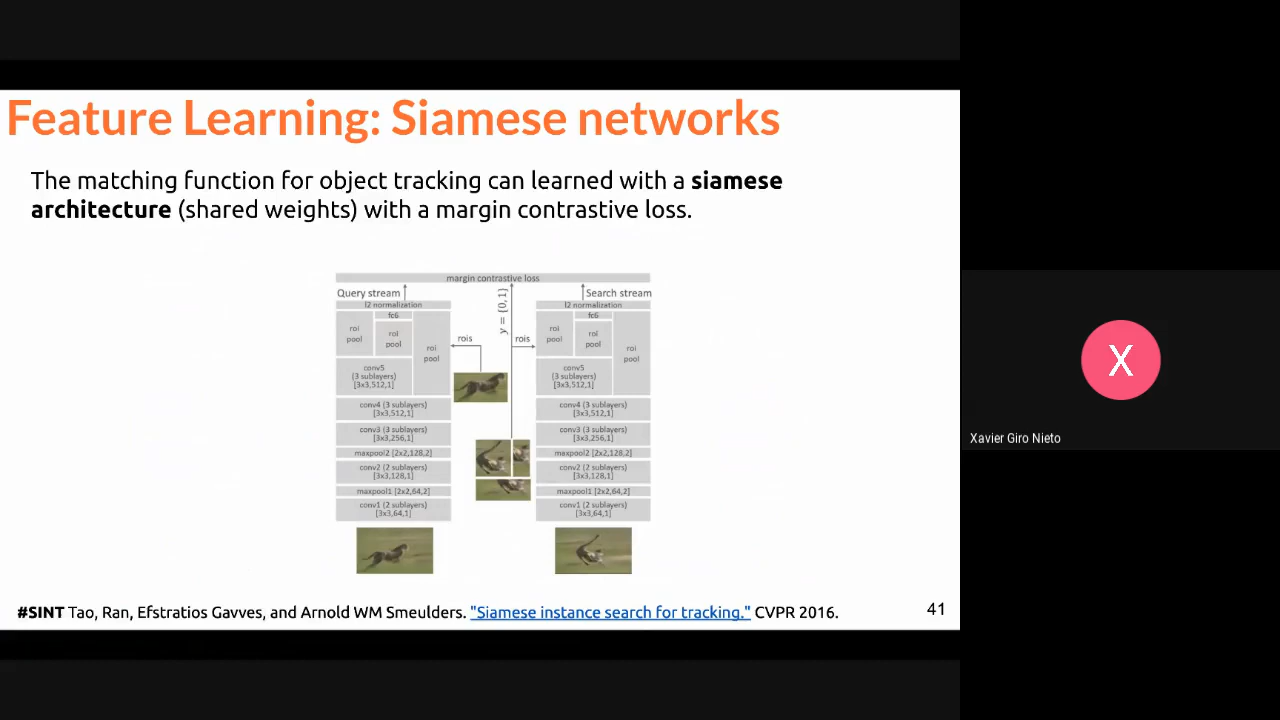 Feature Learning: Siamese networks
The matching function for object tracking can learned with a siamese
architecture (shared weights) with a margin contrastive loss.
margin contrastive loss
Query stream
l2 normalization
fc6
roi pool
roi pool
roi pool
conv5
(3 sublayers)
[3x3,512,1]
conv4 (3 sublayers)
[3x3,512,1]
conv3 (3 sublayers)
[3x3,256,1]
maxpool2 [2x2,128,2]
conv2 (2 sublayers)
[3x3,128,1]
maxpool1 [2x2,64,2]
conv1 (2 sublayers)
[3x3,64,1]
rois
y = {0,1}
rois
Search stream
l2 normalization
fc6
roi pool
roi pool
roi pool
conv5
(3 sublayers)
[3x3,512,1]
conv4 (3 sublayers)
[3x3,512,1]
conv3 (3 sublayers)
[3x3,256,1]
maxpool2 [2x2,128,2]
conv2 (2 sublayers)
[3x3,128,1]
maxpool1 [2x2,64,2]
conv1 (2 sublayers)
[3x3,64,1]
#SINT Tao, Ran, Efstratios Gavves, and Arnold WM Smeulders. "Siamese instance search for tracking." CVPR 2016.
41
X
Xavier Giro Nieto